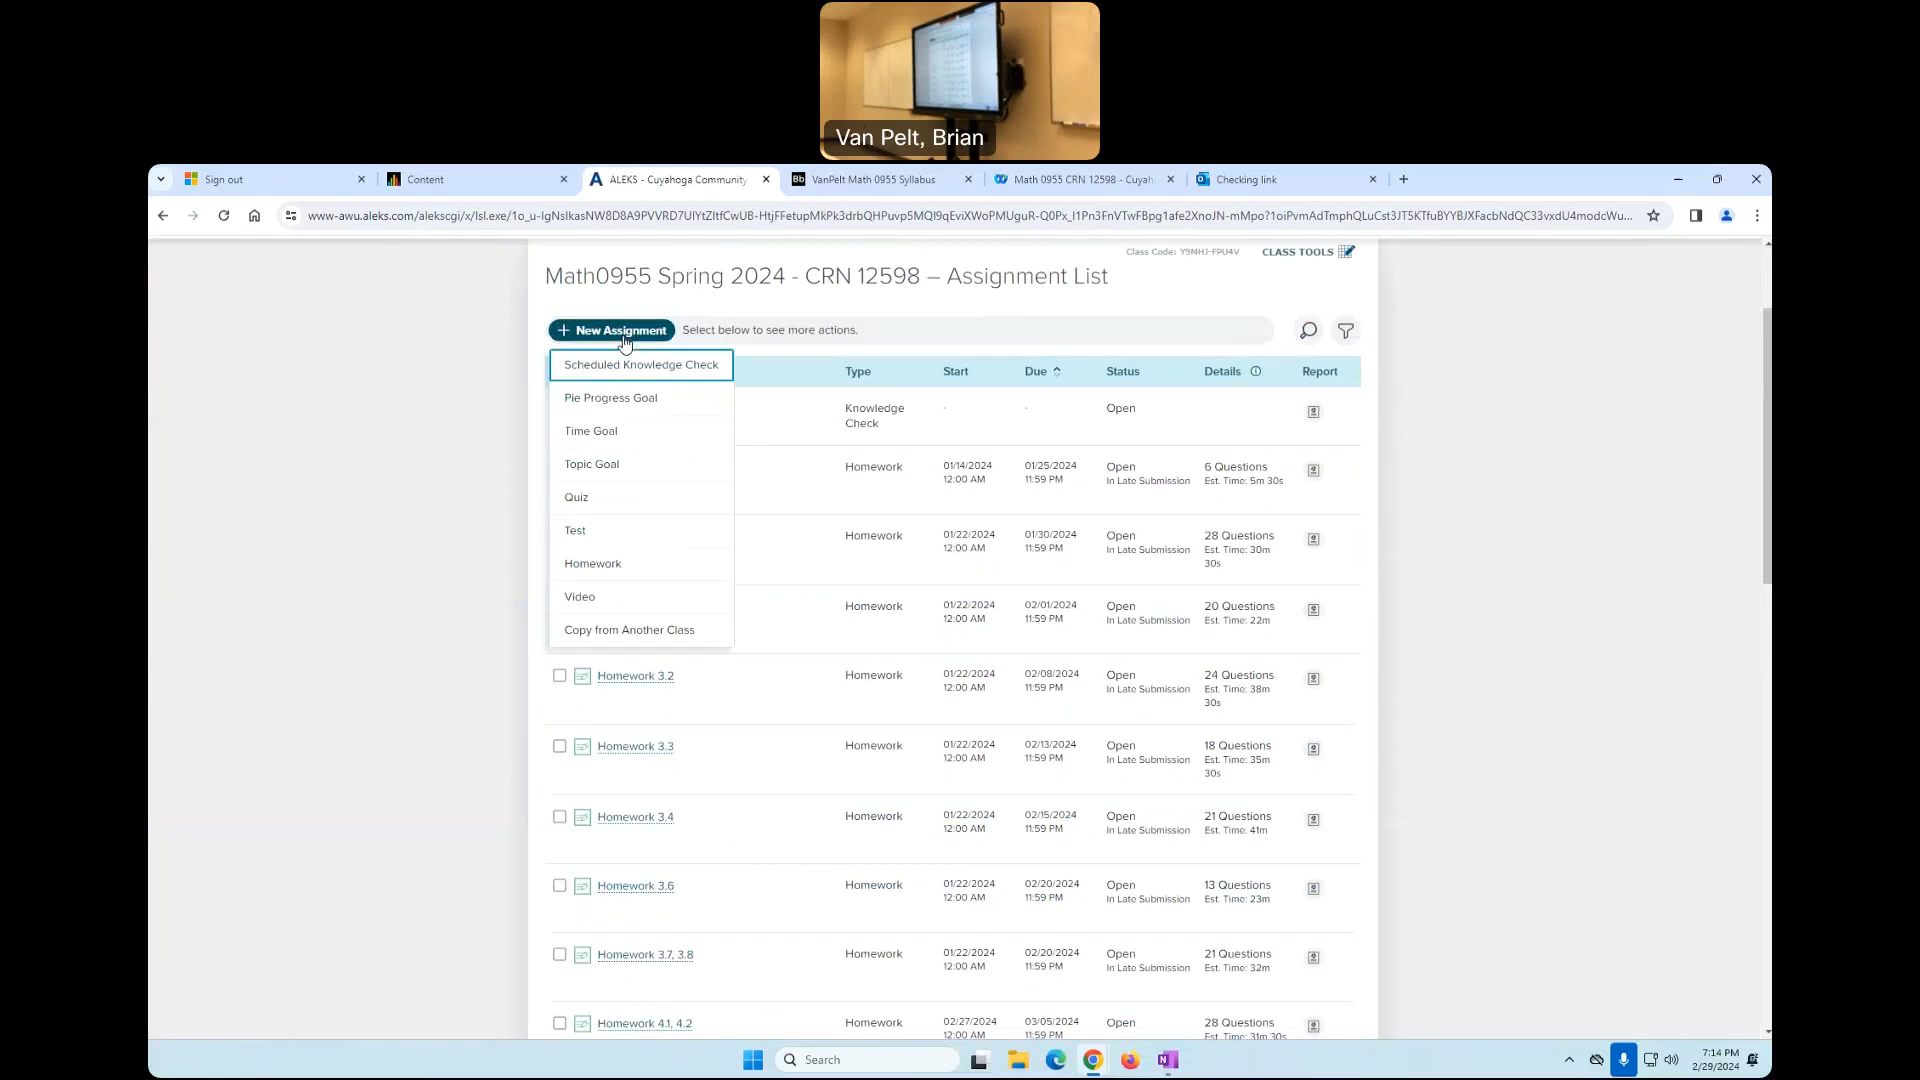 Van Pelt, Brian
Sign out
Content
ALEKS - Cuyahoga Community
VanPelt Math 0955 Syllabus
Math 0955 CRN 12598 - Cuyah
Checking link
Class Code: Y9MHJ-FPU4V
CLASS TOOLS
Math0955 Spring 2024 - CRN 12598 – Assignment List
+ New Assignment
Select below to see more actions.
Scheduled Knowledge Check
Pie Progress Goal
Time Goal
Topic Goal
Quiz
Test
Homework
Video
Copy from Another Class
Type Start Due Status Details Report
Knowledge Check - - Open
Homework 01/14/2024 12:00 AM 01/25/2024 11:59 PM Open In Late Submission 6 Questions Est. Time: 5m 30s
Homework 01/22/2024 12:00 AM 01/30/2024 11:59 PM Open In Late Submission 28 Questions Est. Time: 30m 30s
Homework 01/22/2024 12:00 AM 02/01/2024 11:59 PM Open In Late Submission 20 Questions Est. Time: 22m
Homework 3.2 Homework 01/22/2024 12:00 AM 02/08/2024 11:59 PM Open In Late Submission 24 Questions Est. Time: 38m 30s
Homework 3.3 Homework 01/22/2024 12:00 AM 02/13/2024 11:59 PM Open In Late Submission 18 Questions Est. Time: 35m 30s
Homework 3.4 Homework 01/22/2024 12:00 AM 02/15/2024 11:59 PM Open In Late Submission 21 Questions Est. Time: 41m
Homework 3.6 Homework 01/22/2024 12:00 AM 02/20/2024 11:59 PM Open In Late Submission 13 Questions Est. Time: 23m
Homework 3.7, 3.8 Homework 01/22/2024 12:00 AM 02/20/2024 11:59 PM Open In Late Submission 21 Questions Est. Time: 32m
Homework 4.1, 4.2 Homework 02/27/2024 12:00 AM 03/05/2024 11:59 PM Open 28 Questions Est. Time: 31m 30s
Search
7:14 PM
2/29/2024